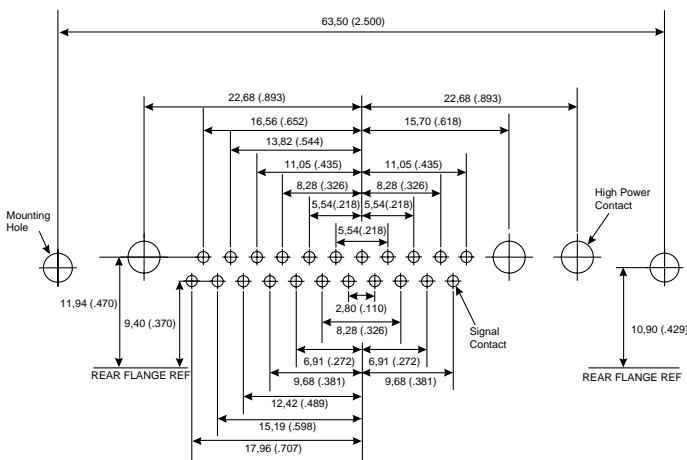 63,50 (2.500)
22,68 (.893) 22,68 (.893)
16,56 (.652) 15,70 (.618)
13,82 (.544)
11,05 (.435) 11,05 (.435)
8,28 (.326) 8,28 (.326)
5,54(.218) 5,54(.218)
5,54(.218)
High Power
Contact
Mounting
Hole
11,94 (.470)
9,40 (.370)
2,80 (.110)
8,28 (.326)
Signal
Contact
10,90 (.429)
6,91 (.272) 6,91 (.272)
REAR FLANGE REF
9,68 (.381) 9,68 (.381)
REAR FLANGE REF
12,42 (.489)
15,19 (.598)
17,96 (.707)